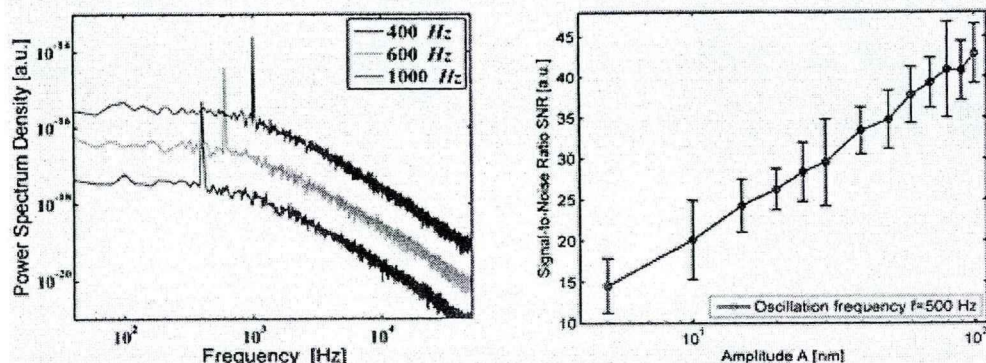 Power Spectrum Density [a.u.]
10⁻¹⁴
10⁻¹⁶
10⁻¹⁸
10⁻²⁰
400 Hz
600 Hz
1000 Hz
10² 10³ 10⁴
Frequency [Hz]
Signal-to-Noise Ratio SNR [a.u.]
45
40
35
30
25
20
15
10
Oscillation frequency f=500 Hz
10¹ 10²
Amplitude A [nm]